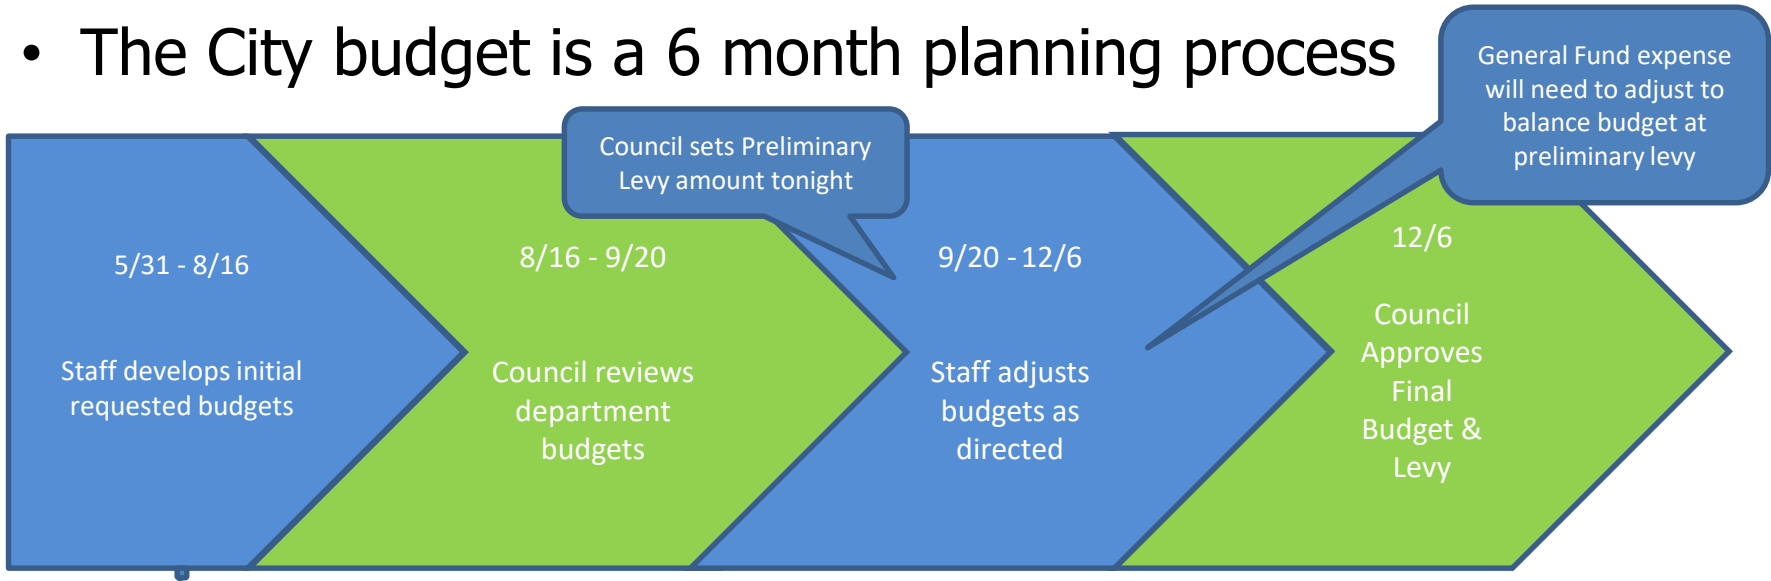 • The City budget is a 6 month planning process
General Fund expense
will need to adjust to
balance budget at
preliminary levy
Council sets Preliminary
Levy amount tonight
5/31 - 8/16
Staff develops initial
requested budgets
8/16 - 9/20
Council reviews
department
budgets
9/20 - 12/6
Staff adjusts
budgets as
directed
12/6
Council
Approves
Final
Budget &
Levy